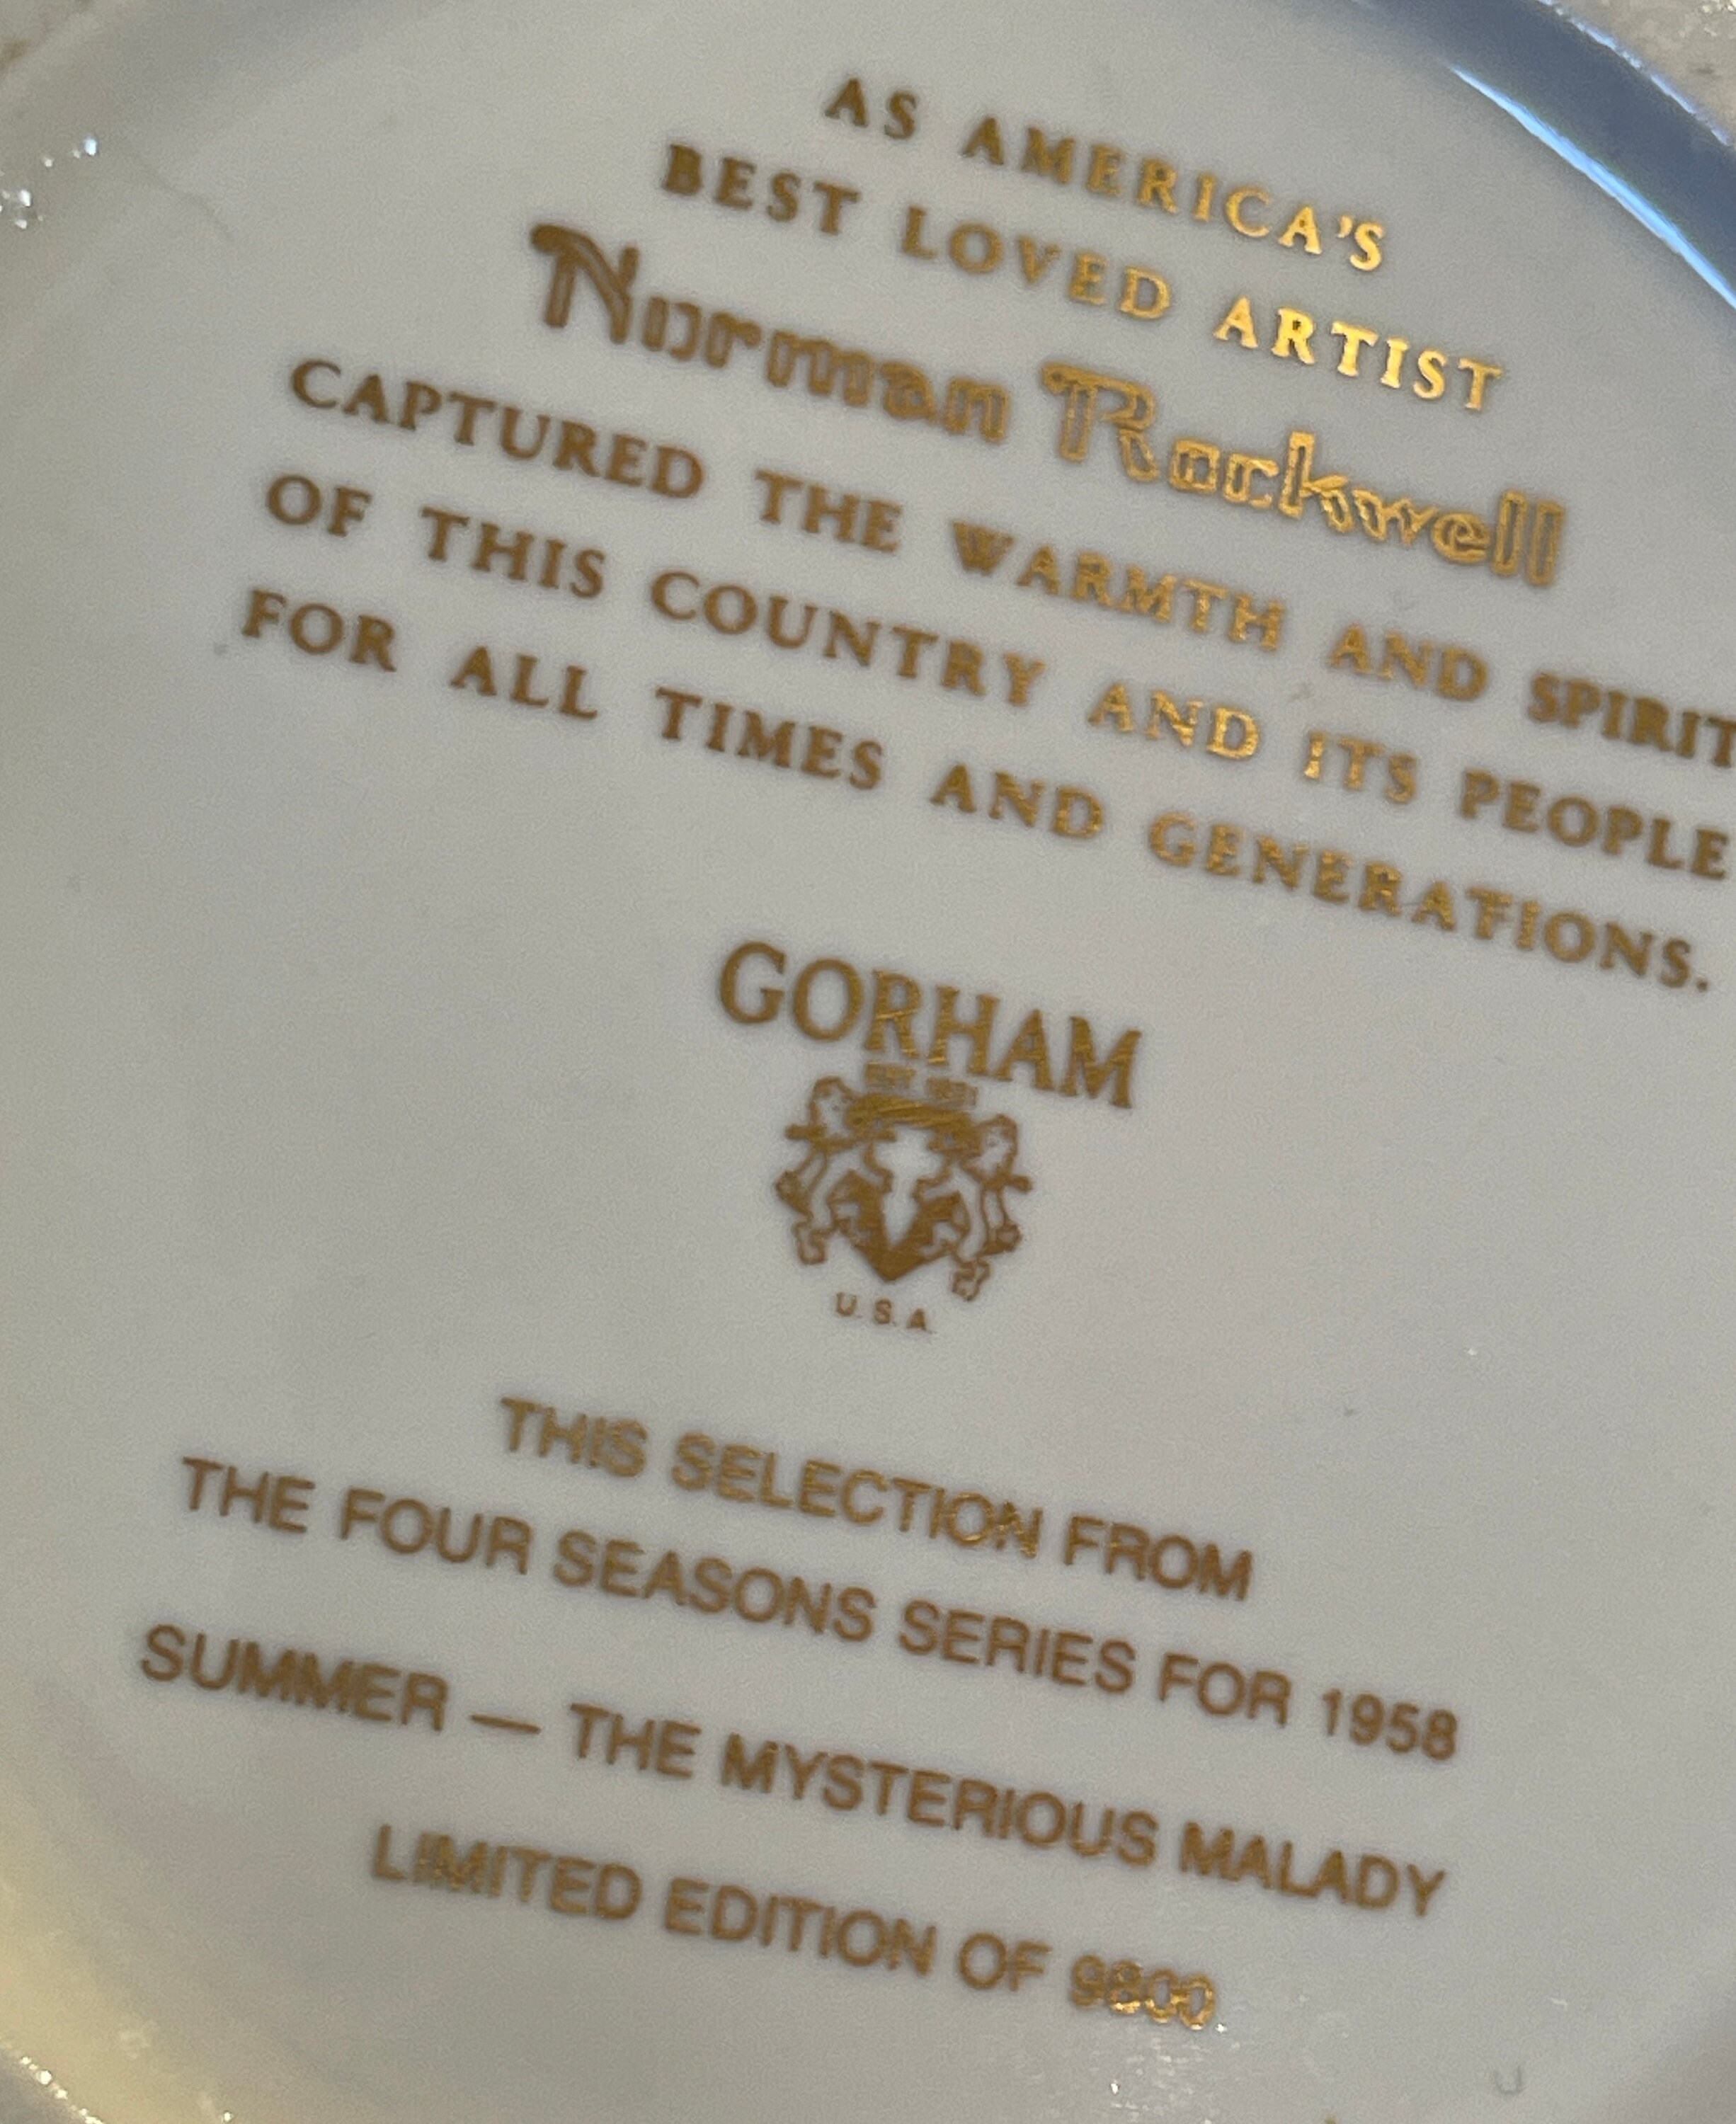 AS AMERICA'S
BEST LOVED ARTIST
Norman Rockwell
CAPTURED THE WARMTH AND SPIRIT
OF THIS COUNTRY AND ITS PEOPLE
FOR ALL TIMES AND GENERATIONS.
GORHAM
U.S.A.
THIS SELECTION FROM
THE FOUR SEASONS SERIES FOR 1958
SUMMER — THE MYSTERIOUS MALADY
LIMITED EDITION OF 9800